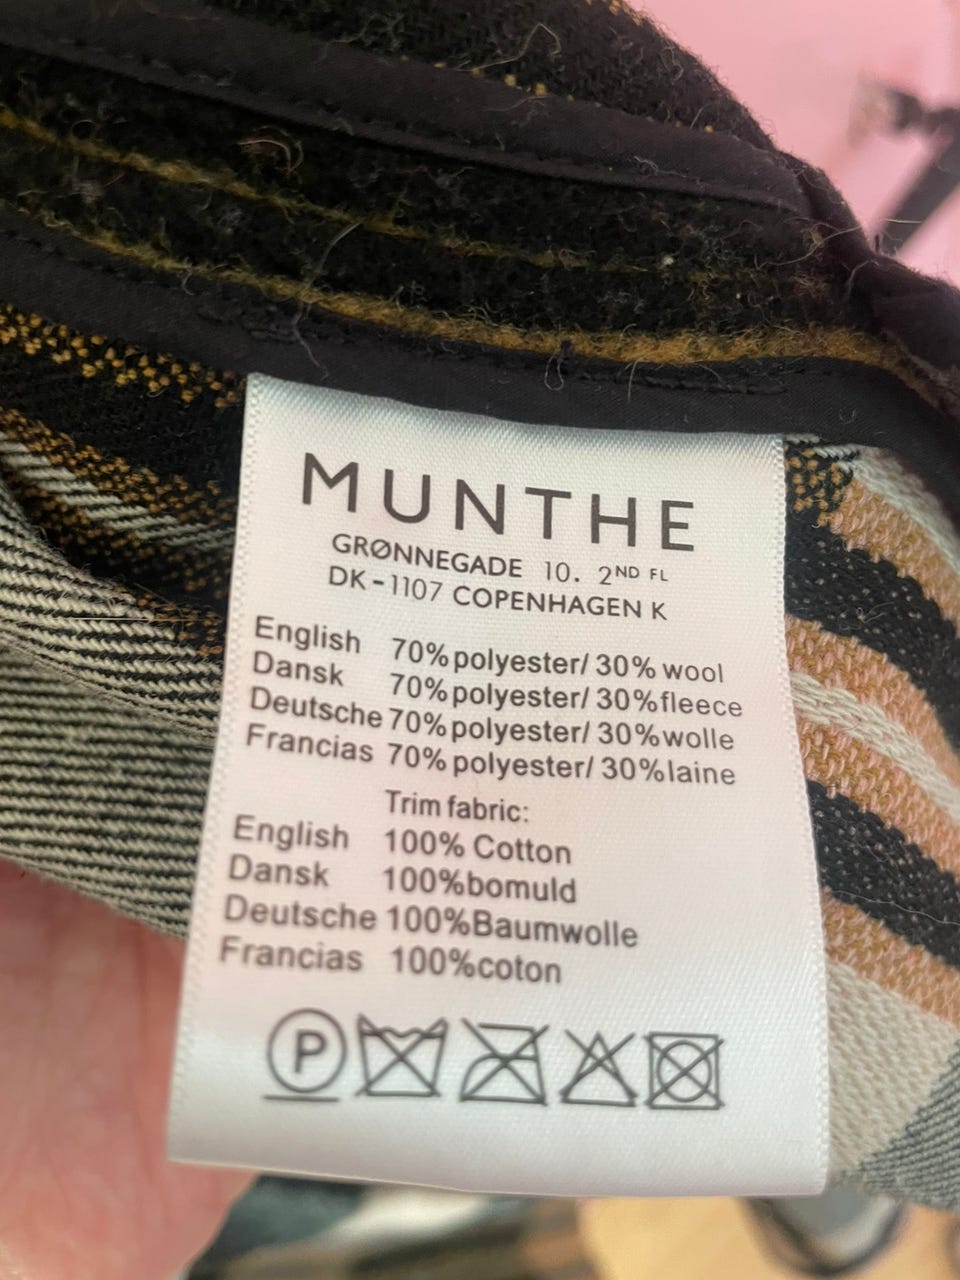 MUNTHE
GRØNNEGADE 10. 2ND FL
DK-1107 COPENHAGEN K
English 70% polyester/ 30% wool
Dansk 70% polyester/ 30%fleece
Deutsche 70% polyester/ 30%wolle
Francias 70% polyester/ 30%laine
Trim fabric:
English 100% Cotton
Dansk 100%bomuld
Deutsche 100%Baumwolle
Francias 100%coton
P